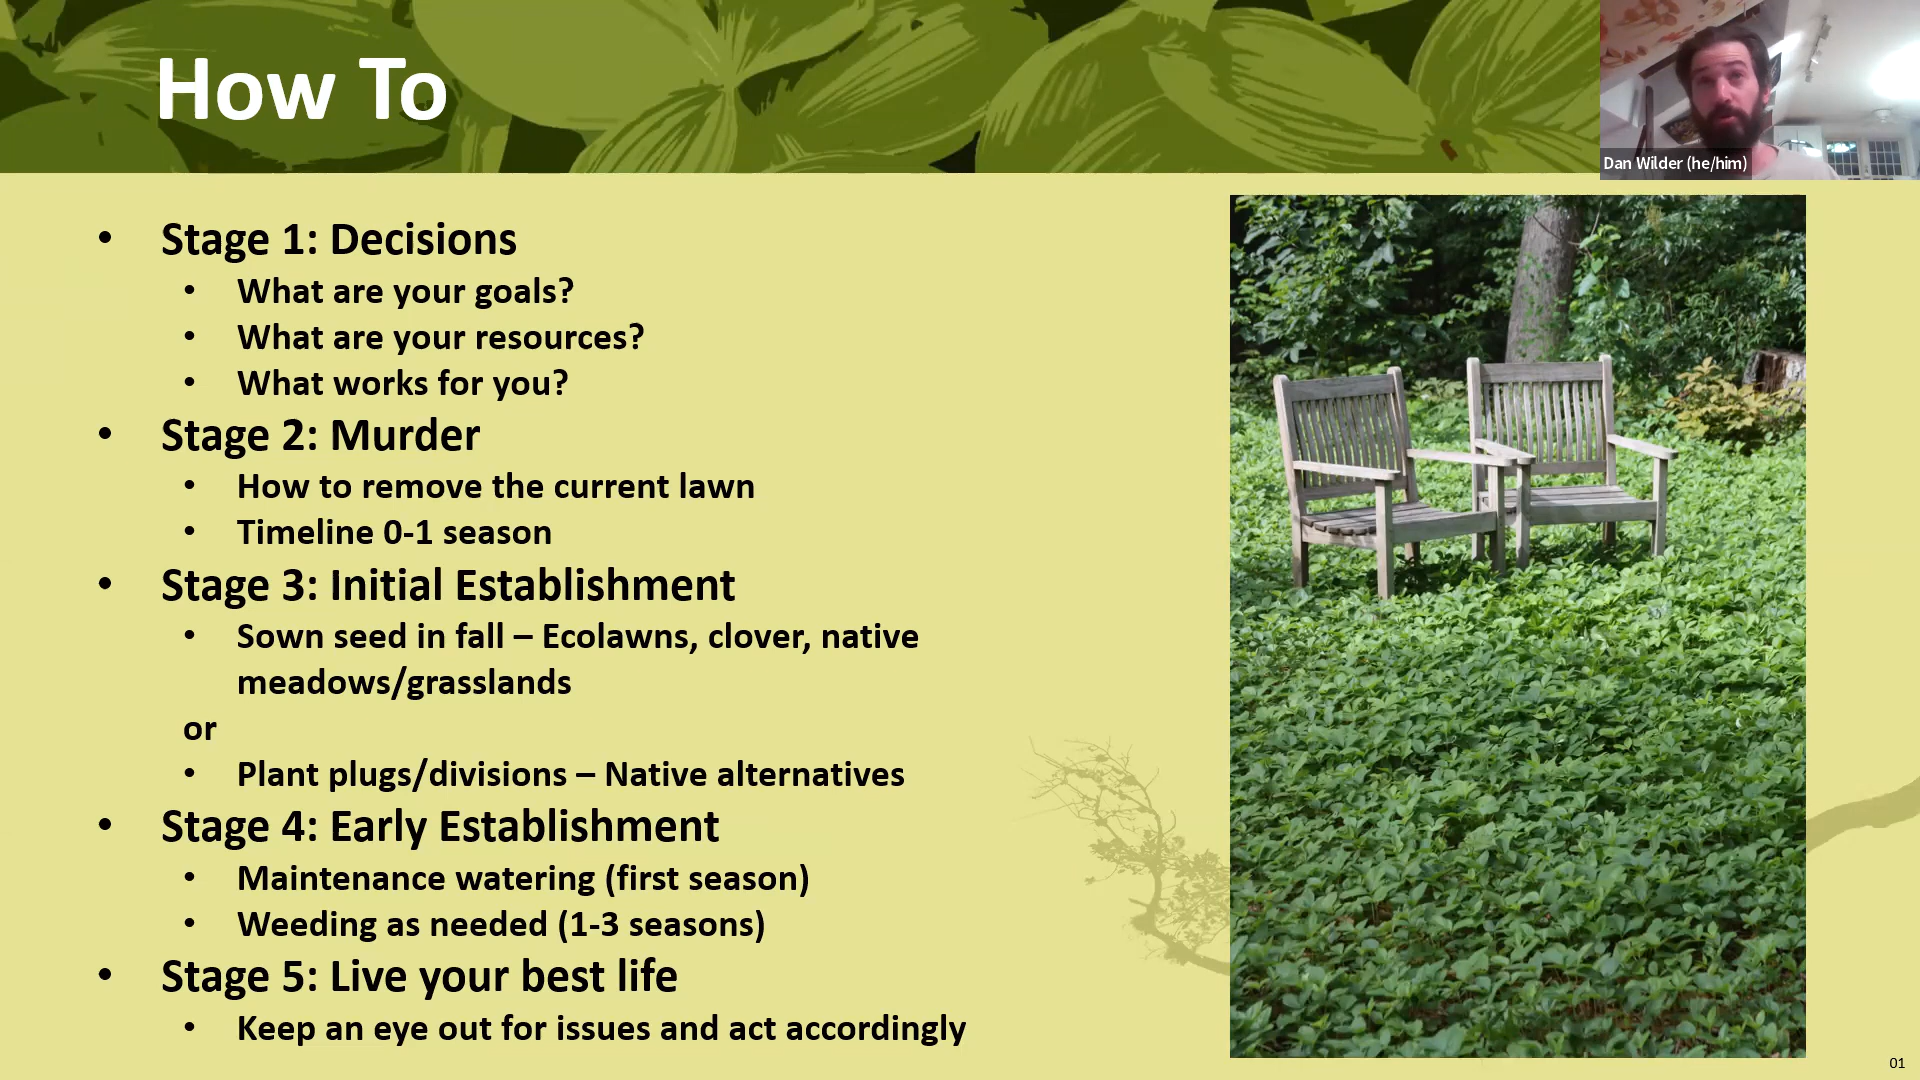 How To
Dan Wilder (he/him)
• Stage 1: Decisions
• What are your goals?
• What are your resources?
• What works for you?
• Stage 2: Murder
• How to remove the current lawn
• Timeline 0-1 season
• Stage 3: Initial Establishment
• Sown seed in fall – Ecolawns, clover, native
meadows/grasslands
or
• Plant plugs/divisions – Native alternatives
• Stage 4: Early Establishment
• Maintenance watering (first season)
• Weeding as needed (1-3 seasons)
• Stage 5: Live your best life
• Keep an eye out for issues and act accordingly
01